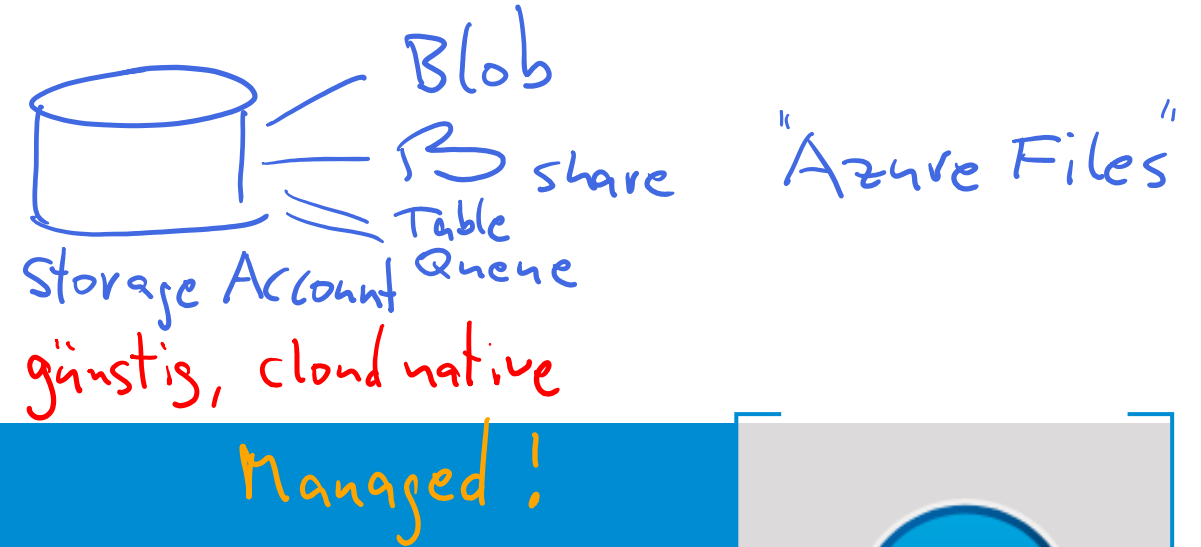 Blob
share
"Azure Files"
Table
Queue
Storage Account
günstig, cloud native
Managed!